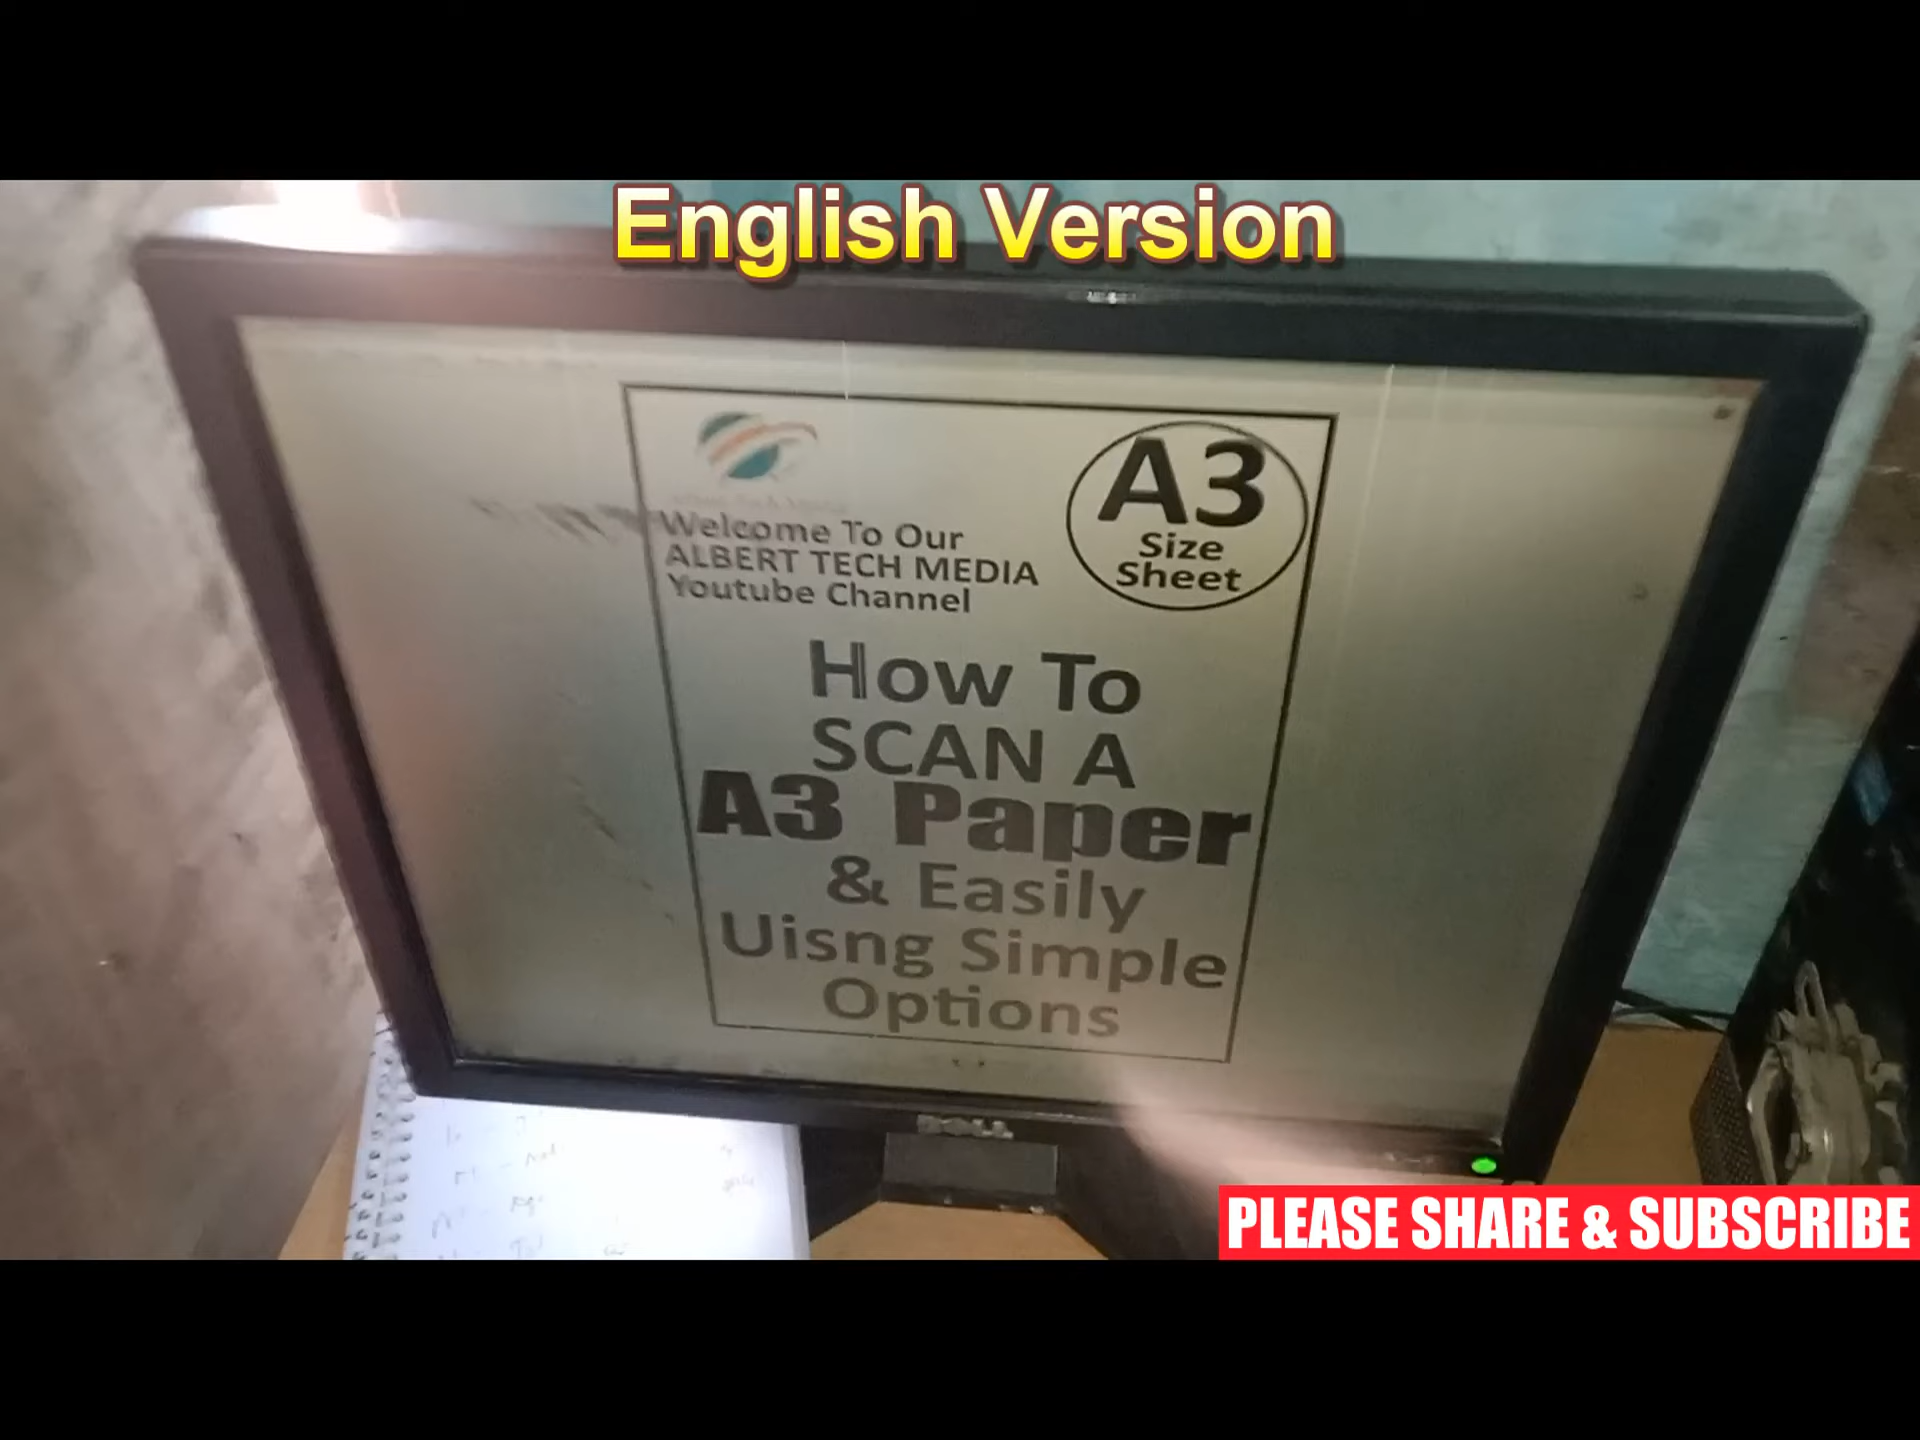 English Version
A3
Size
Sheet
Welcome To Our
ALBERT TECH MEDIA
Youtube Channel
How To
SCAN A
A3 Paper
& Easily
Uisng Simple
Options
DELL
PLEASE SHARE & SUBSCRIBE